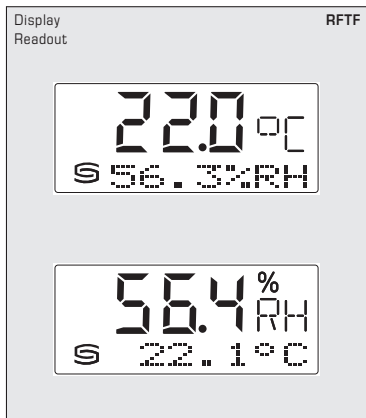 Display RFTF
Readout
22.0 °C
56.3%RH
56.4 % RH
22.1°C